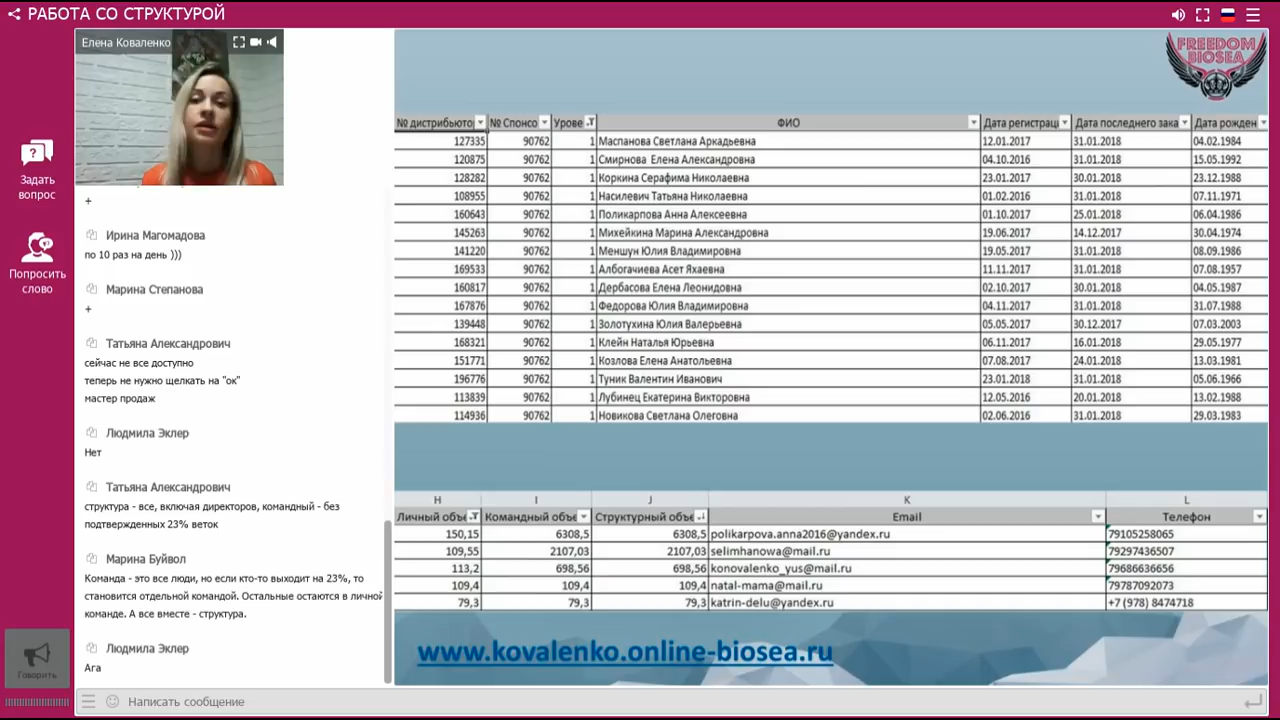 РАБОТА СО СТРУКТУРОЙ
Елена Коваленко
FREEDOM
BIOSEA
Задать
вопрос
Попросить
слово
Говорить
+
Ирина Магомадова
по 10 раз на день )))
Марина Степанова
+
Татьяна Александрович
сейчас не все доступно
теперь не нужно щелкать на "ок"
мастер продаж
Людмила Эклер
Нет
Татьяна Александрович
структура - все, включая директоров, командный - без
подтвержденных 23% веток
Марина Буйвол
Команда - это все люди, но если кто-то выходит на 23%, то
становится отдельной командой. Остальные остаются в личной
команде. А все вместе - структура.
Людмила Эклер
Ага
Написать сообщение
№ дистрибьюто № Спонсо Урове ФИО Дата регистрац Дата последнего зака Дата рожден
127335 90762 1 Маспанова Светлана Аркадьевна 12.01.2017 31.01.2018 04.02.1984
120875 90762 1 Смирнова Елена Александровна 04.10.2016 31.01.2018 15.05.1992
128282 90762 1 Коркина Серафима Николаевна 23.01.2017 30.01.2018 23.12.1988
108955 90762 1 Насилевич Татьяна Николаевна 01.02.2016 31.01.2018 07.11.1971
160643 90762 1 Поликарпова Анна Алексеевна 01.10.2017 25.01.2018 06.04.1986
145263 90762 1 Михейкина Марина Александровна 19.06.2017 14.12.2017 30.04.1974
141220 90762 1 Меншун Юлия Владимировна 19.05.2017 31.01.2018 08.09.1986
169533 90762 1 Албогачиева Асет Яхаевна 11.11.2017 31.01.2018 07.08.1957
160817 90762 1 Дербасова Елена Леонидовна 02.10.2017 30.01.2018 04.05.1987
167876 90762 1 Федорова Юлия Владимировна 04.11.2017 31.01.2018 31.07.1988
139448 90762 1 Золотухина Юлия Валерьевна 05.05.2017 30.12.2017 07.03.2003
168321 90762 1 Клейн Наталья Юрьевна 06.11.2017 16.01.2018 29.05.1977
151771 90762 1 Козлова Елена Анатольевна 07.08.2017 24.01.2018 13.03.1981
196776 90762 1 Туник Валентин Иванович 23.01.2018 31.01.2018 05.06.1966
113839 90762 1 Лубинец Екатерина Викторовна 12.05.2016 20.01.2018 13.02.1988
114936 90762 1 Новикова Светлана Олеговна 02.06.2016 31.01.2018 29.03.1983
H I J K L
Личный объе Командный объе Структурный объе Email Телефон
150,15 6308,5 6308,5 polikarpova.anna2016@yandex.ru 79105258065
109,55 2107,03 2107,03 selimhanowa@mail.ru 79297436507
113,2 698,56 698,56 konovalenko_yus@mail.ru 79686636656
109,4 109,4 109,4 natal-mama@mail.ru 79787092073
79,3 79,3 79,3 katrin-delu@yandex.ru +7 (978) 8474718
www.kovalenko.online-biosea.ru